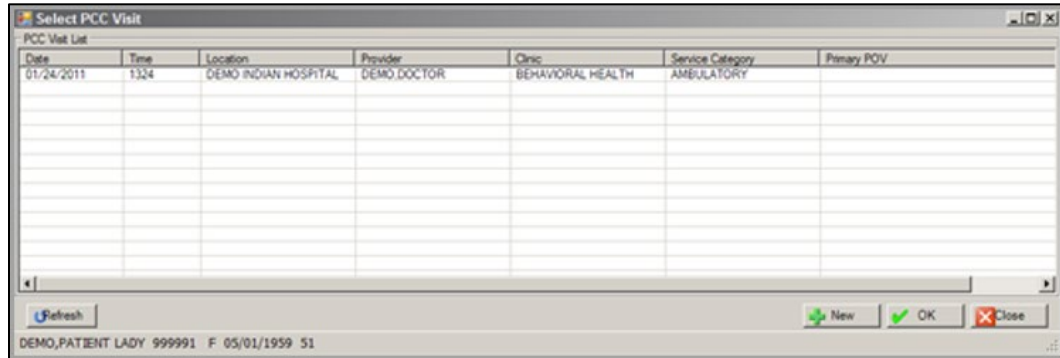 Select PCC Visit
PCC Visit List
Date Time Location Provider Clinic Service Category Primary POV
01/24/2011 1324 DEMO INDIAN HOSPITAL DEMO,DOCTOR BEHAVIORAL HEALTH AMBULATORY
Refresh New OK Close
DEMO,PATIENT LADY 999991 F 05/01/1959 51